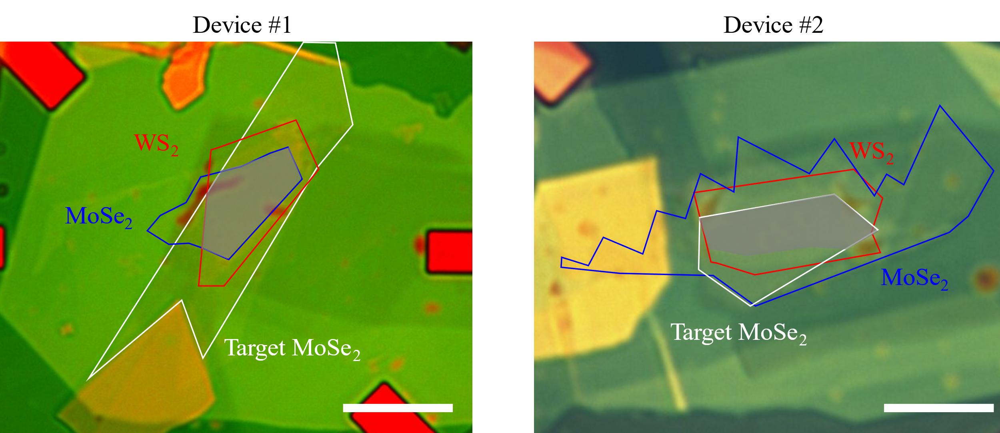 Device #1
Device #2
WS₂
MoSe₂
Target MoSe₂
WS₂
MoSe₂
Target MoSe₂